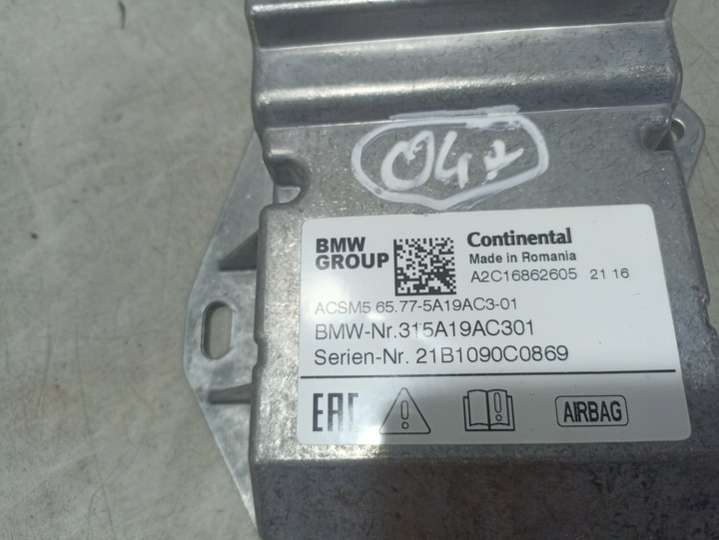 04+
BMW
GROUP
Continental
Made in Romania
A2C16862605 21 16
ACSM5 65.77-5A19AC3-01
BMW-Nr.315A19AC301
Serien-Nr. 21B1090C0869
EAC
AIRBAG